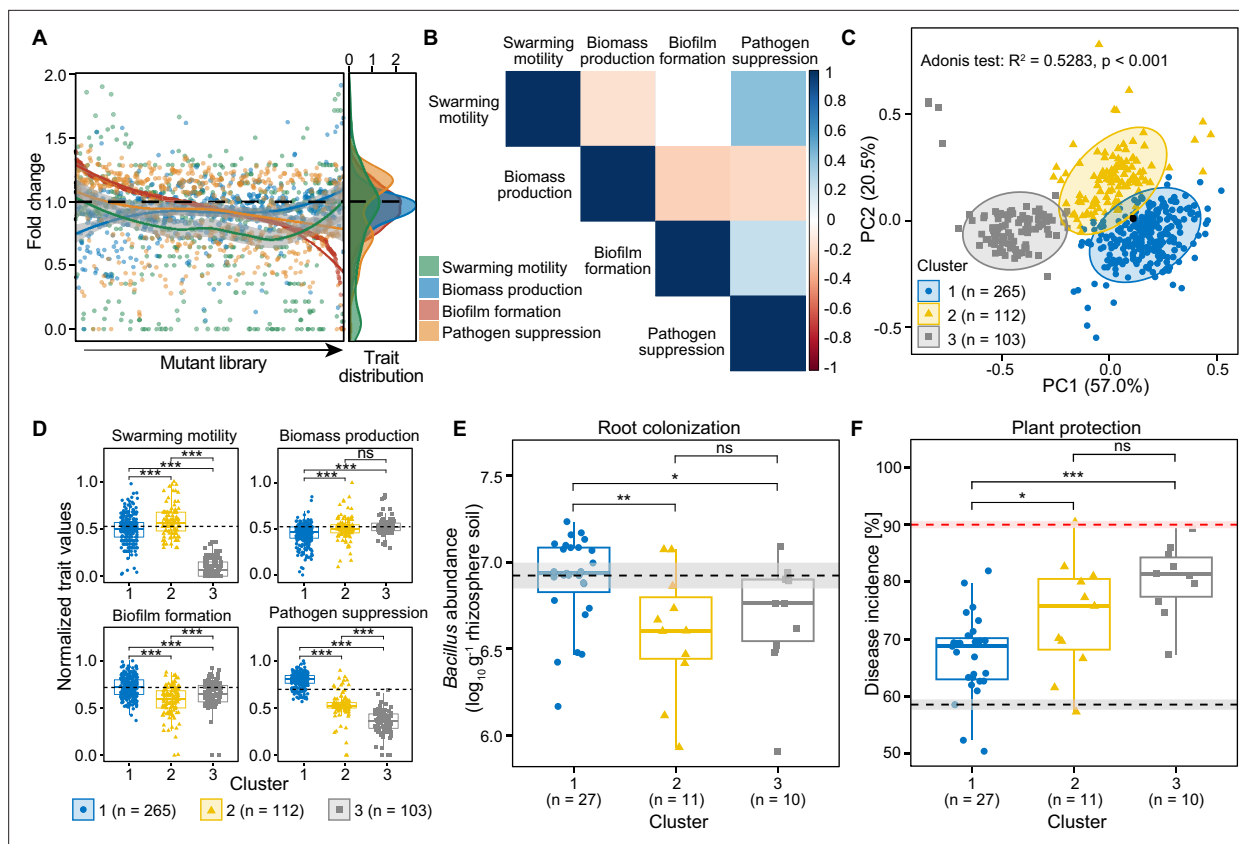 A
0 1 2
2.0
1.5
1.0
0.5
0.0
Fold change
Mutant library
Trait
distribution
Swarming motility
Biomass production
Biofilm formation
Pathogen suppression
B
Swarming
motility
Biomass
production
Biofilm
formation
Pathogen
suppression
Swarming
motility
Biomass
production
Biofilm
formation
Pathogen
suppression
1
0.8
0.6
0.4
0.2
0
-0.2
-0.4
-0.6
-0.8
-1
C
Adonis test: R² = 0.5283, p < 0.001
0.5
0.0
-0.5
PC2 (20.5%)
Cluster
1 (n = 265)
2 (n = 112)
3 (n = 103)
-0.5 0.0 0.5
PC1 (57.0%)
D
Normalized trait values
Swarming motility
1.0
0.5
0.0
***
***
***
Biomass production
1.0
0.5
0.0
ns
***
***
Biofilm formation
1.0
0.5
0.0
***
***
***
1 2 3
Pathogen suppression
1.0
0.5
0.0
***
***
***
1 2 3
Cluster
1 (n = 265) 2 (n = 112) 3 (n = 103)
E
Root colonization
ns
*
**
7.5
7.0
6.5
6.0
Bacillus abundance
(log₁₀ g⁻¹ rhizosphere soil)
1 2 3
(n = 27) (n = 11) (n = 10)
Cluster
F
Plant protection
ns
***
*
100
90
80
70
60
50
Disease incidence [%]
1 2 3
(n = 27) (n = 11) (n = 10)
Cluster